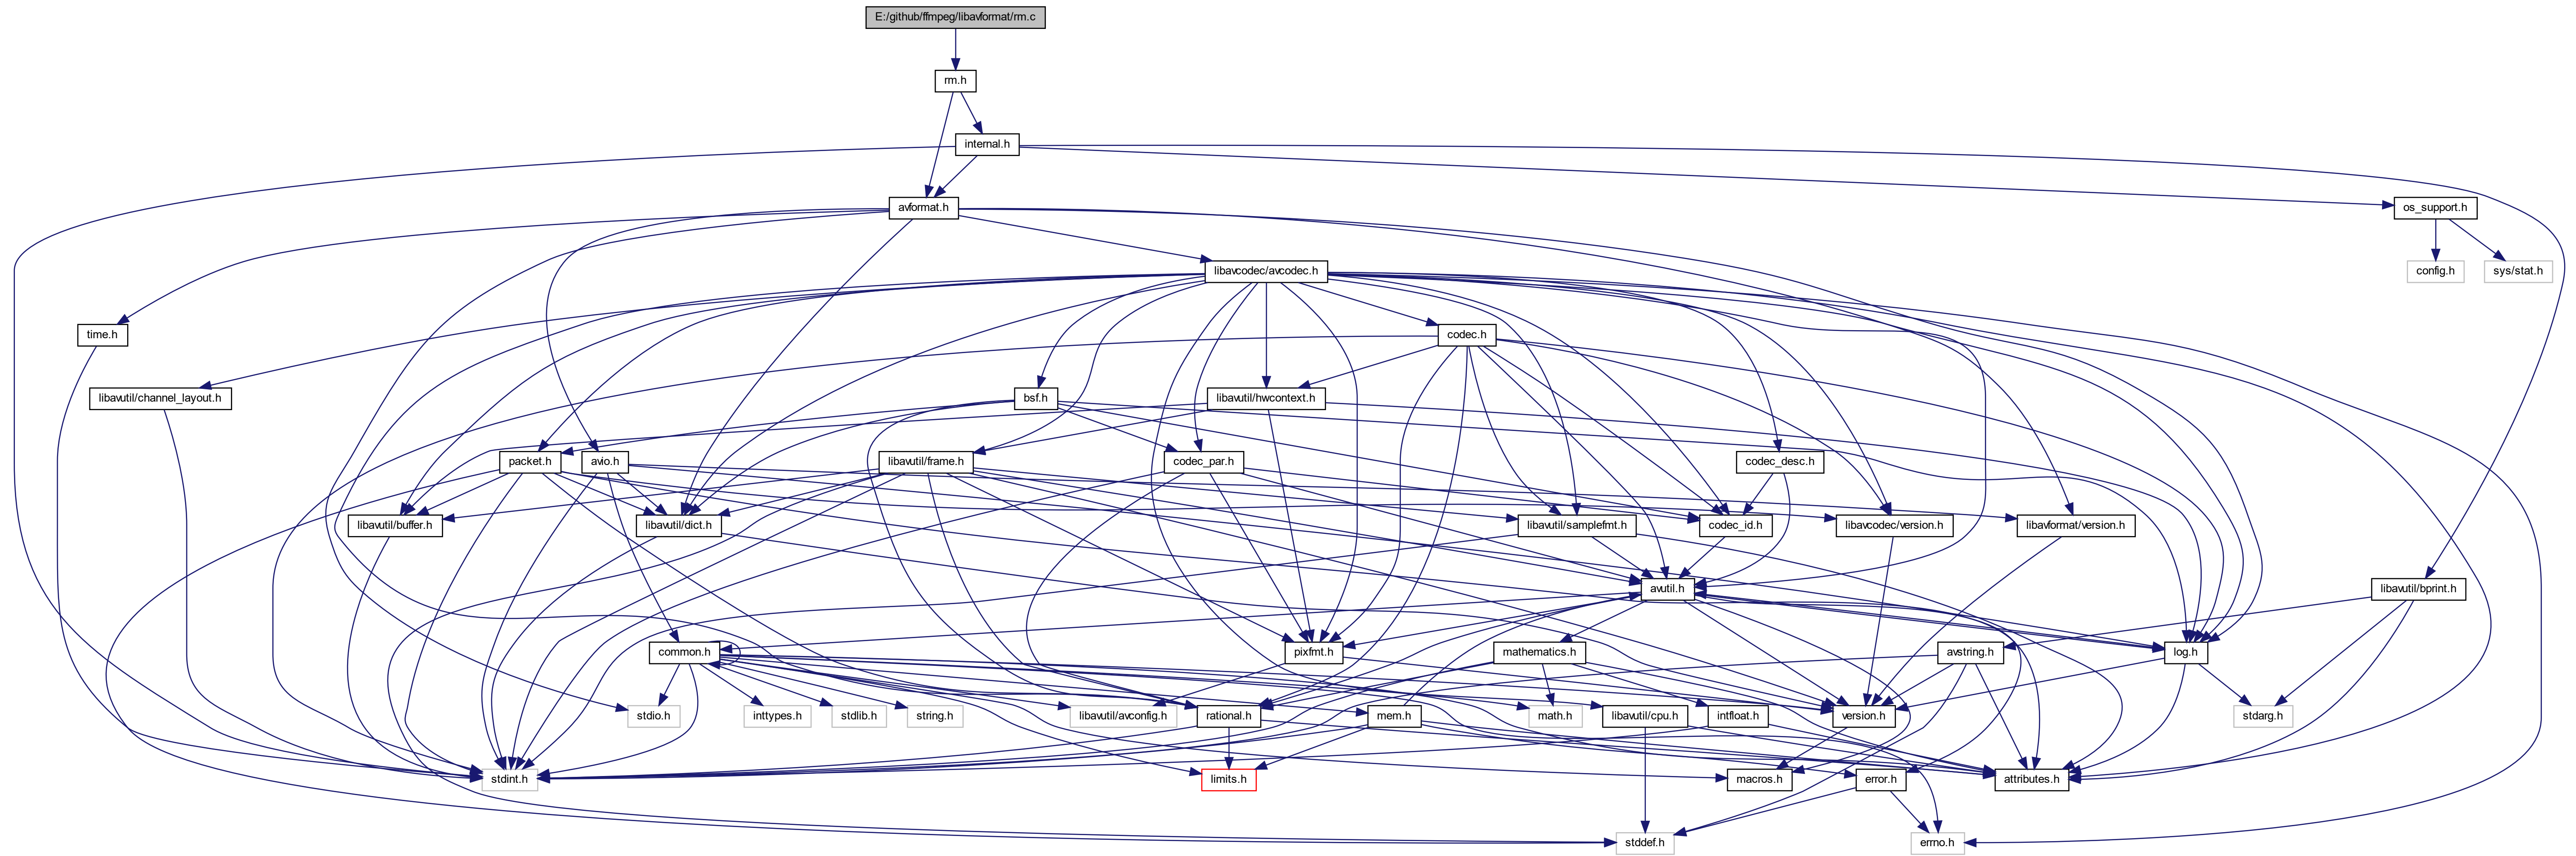 E:/github/ffmpeg/libavformat/rm.c
rm.h
internal.h
avformat.h
os_support.h
libavcodec/avcodec.h
config.h
sys/stat.h
time.h
codec.h
libavutil/channel_layout.h
bsf.h
libavutil/hwcontext.h
packet.h
avio.h
libavutil/frame.h
codec_par.h
codec_desc.h
libavutil/buffer.h
libavutil/dict.h
libavutil/samplefmt.h
codec_id.h
libavcodec/version.h
libavformat/version.h
avutil.h
libavutil/bprint.h
common.h
pixfmt.h
mathematics.h
avstring.h
log.h
stdio.h
inttypes.h
stdlib.h
string.h
libavutil/avconfig.h
rational.h
mem.h
math.h
libavutil/cpu.h
intfloat.h
version.h
stdarg.h
stdint.h
limits.h
macros.h
error.h
attributes.h
stddef.h
errno.h